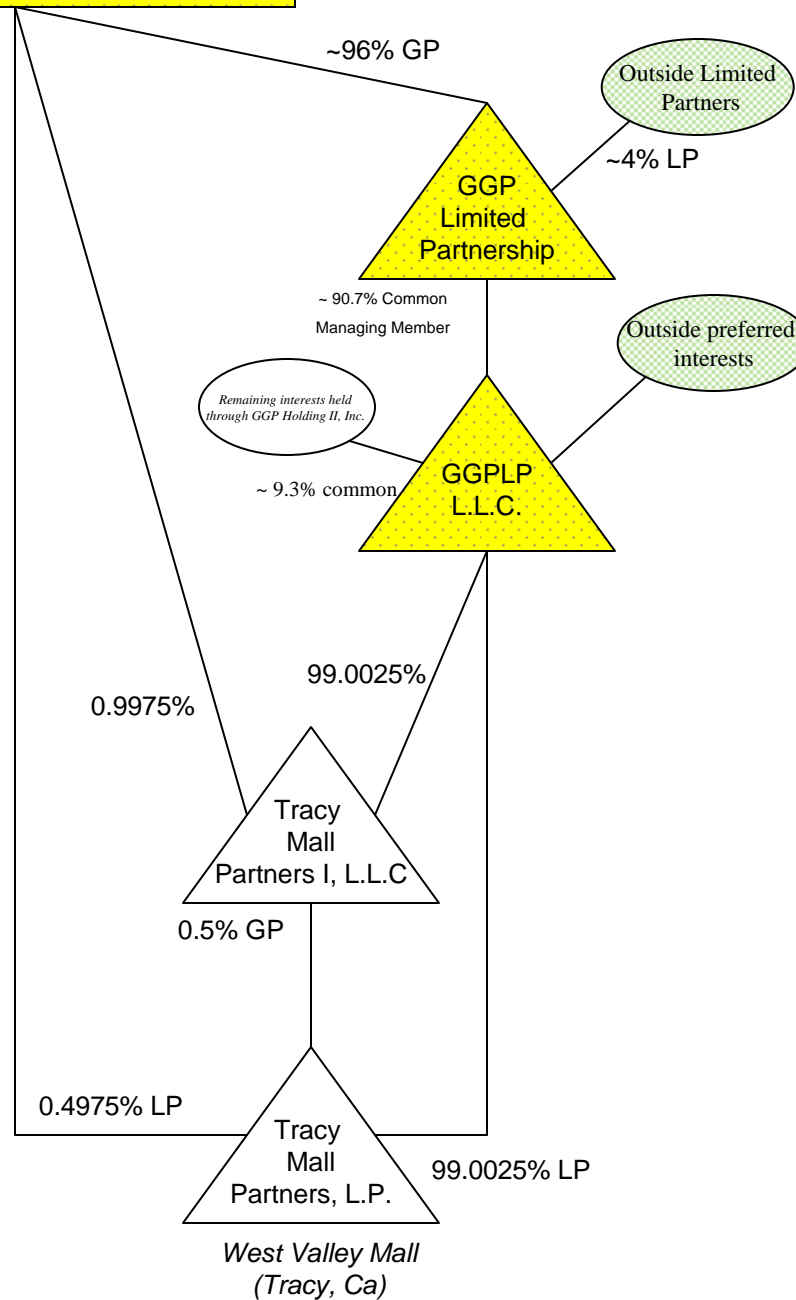 ~96% GP
Outside Limited
Partners
~4% LP
GGP
Limited
Partnership
~ 90.7% Common
Managing Member
Outside preferred
interests
Remaining interests held
through GGP Holding II, Inc.
~ 9.3% common
GGPLP
L.L.C.
99.0025%
0.9975%
Tracy
Mall
Partners I, L.L.C
0.5% GP
0.4975% LP
Tracy
Mall
Partners, L.P.
99.0025% LP
West Valley Mall
(Tracy, Ca)